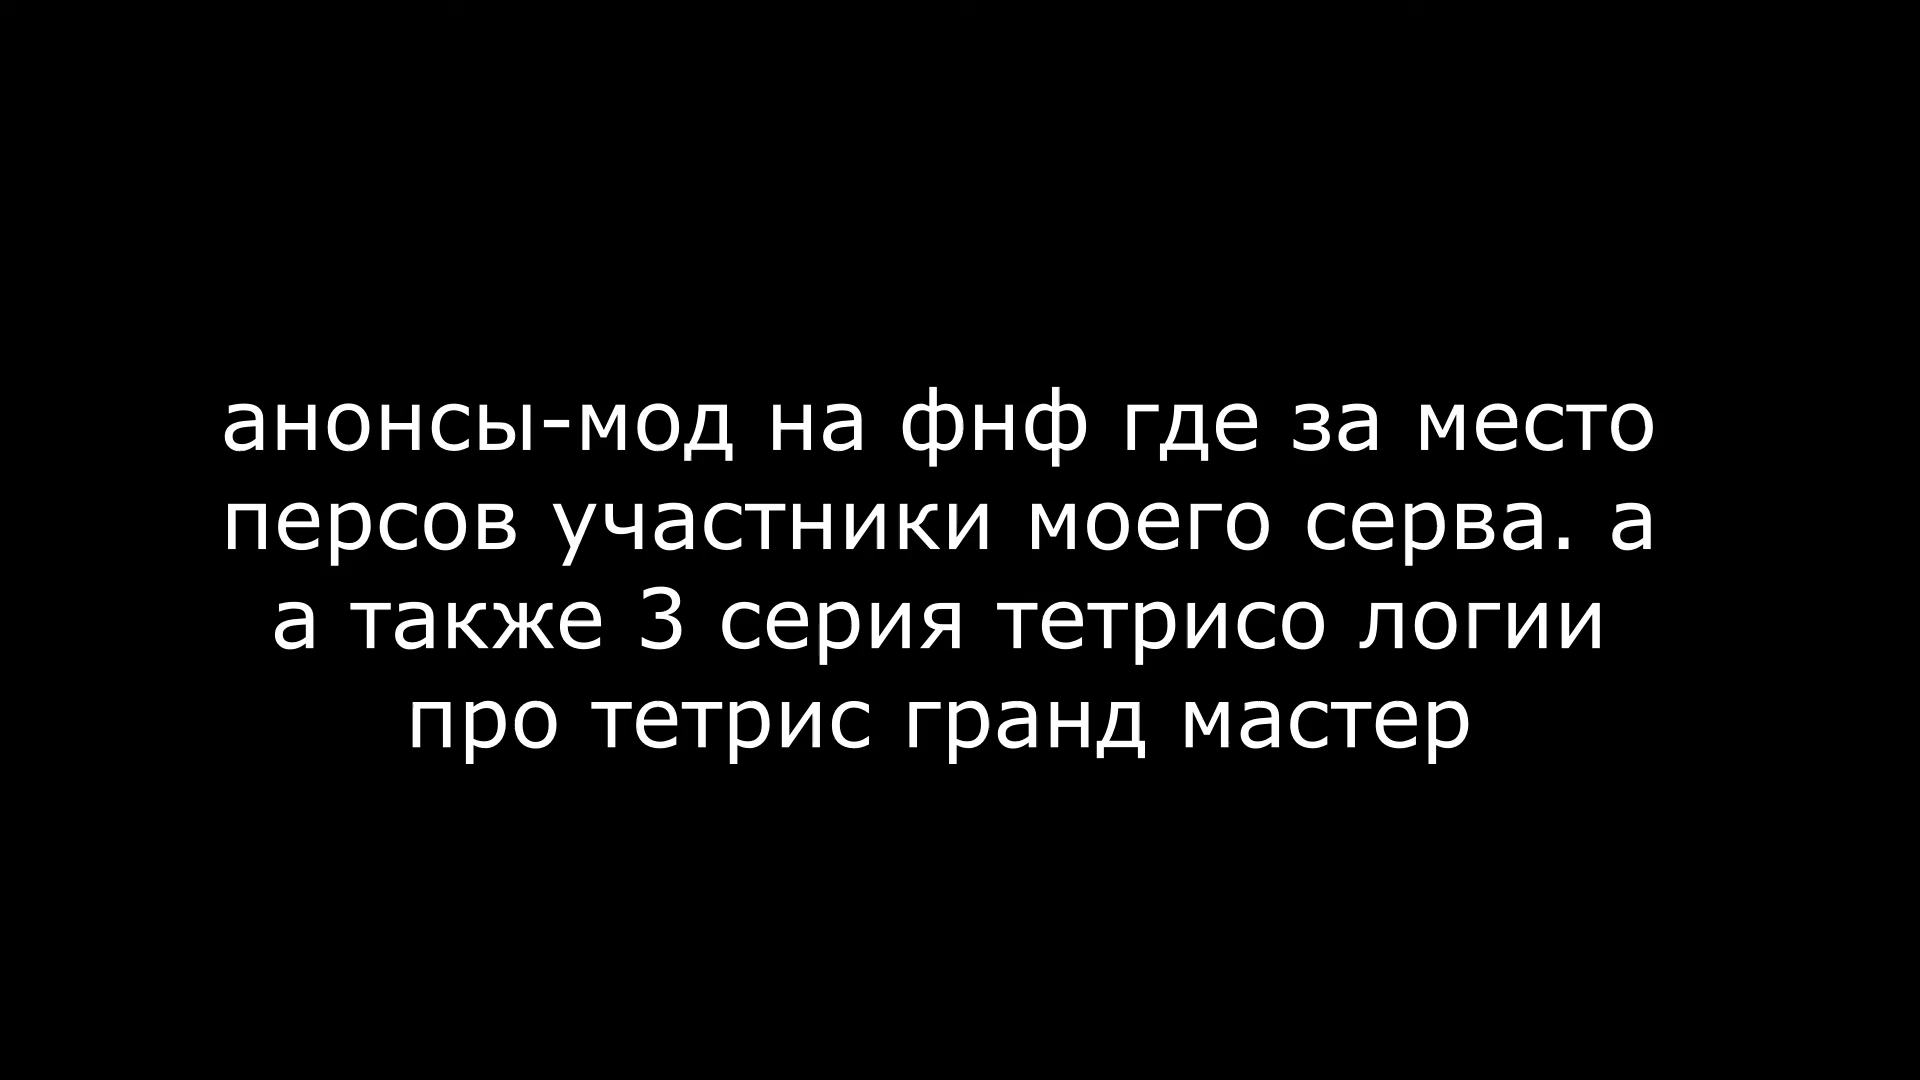 анонсы-мод на фнф где за место
персов участники моего серва. а
а также 3 серия тетрисо логии
про тетрис гранд мастер